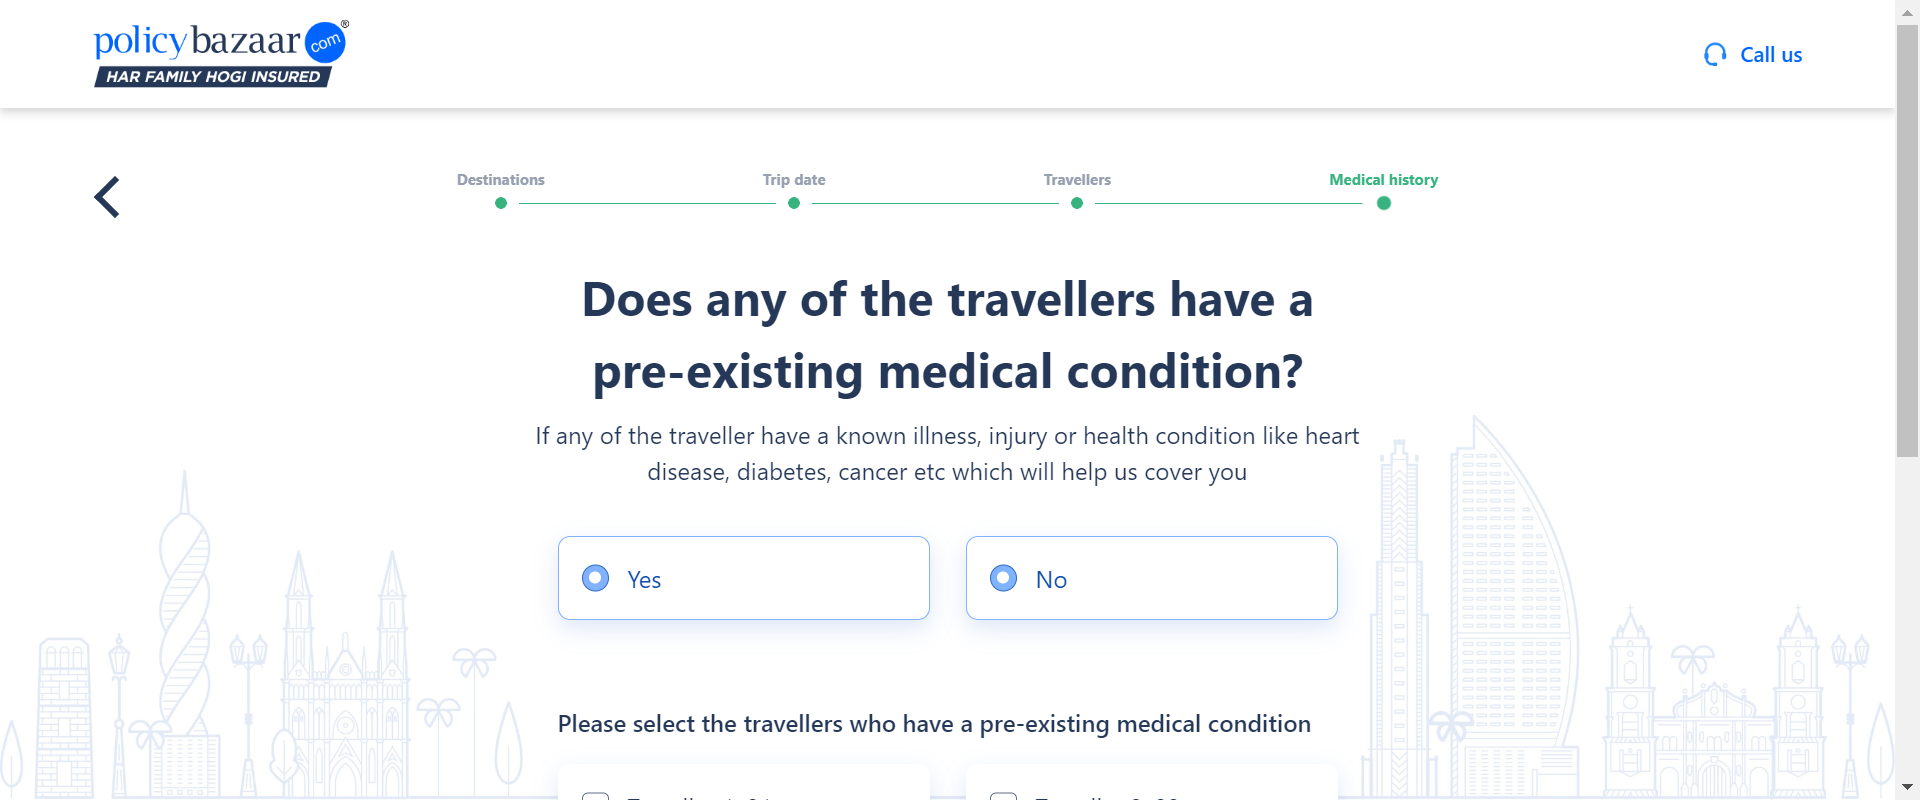 policybazaar com ®
HAR FAMILY HOGI INSURED
Call us
Destinations
Trip date
Travellers
Medical history
Does any of the travellers have a
pre-existing medical condition?
If any of the traveller have a known illness, injury or health condition like heart
disease, diabetes, cancer etc which will help us cover you
Yes
No
Please select the travellers who have a pre-existing medical condition